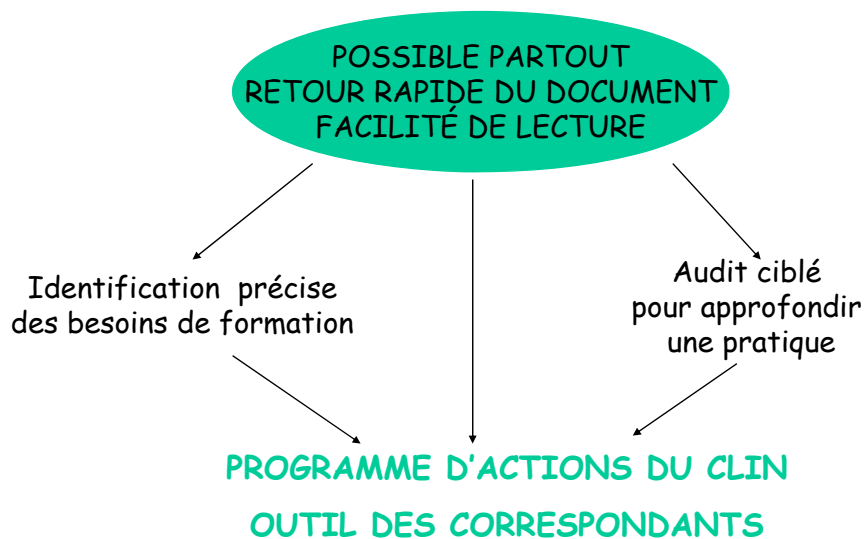 POSSIBLE PARTOUT
RETOUR RAPIDE DU DOCUMENT
FACILITÉ DE LECTURE
Identification précise
des besoins de formation
Audit ciblé
pour approfondir
une pratique
PROGRAMME D'ACTIONS DU CLIN
OUTIL DES CORRESPONDANTS